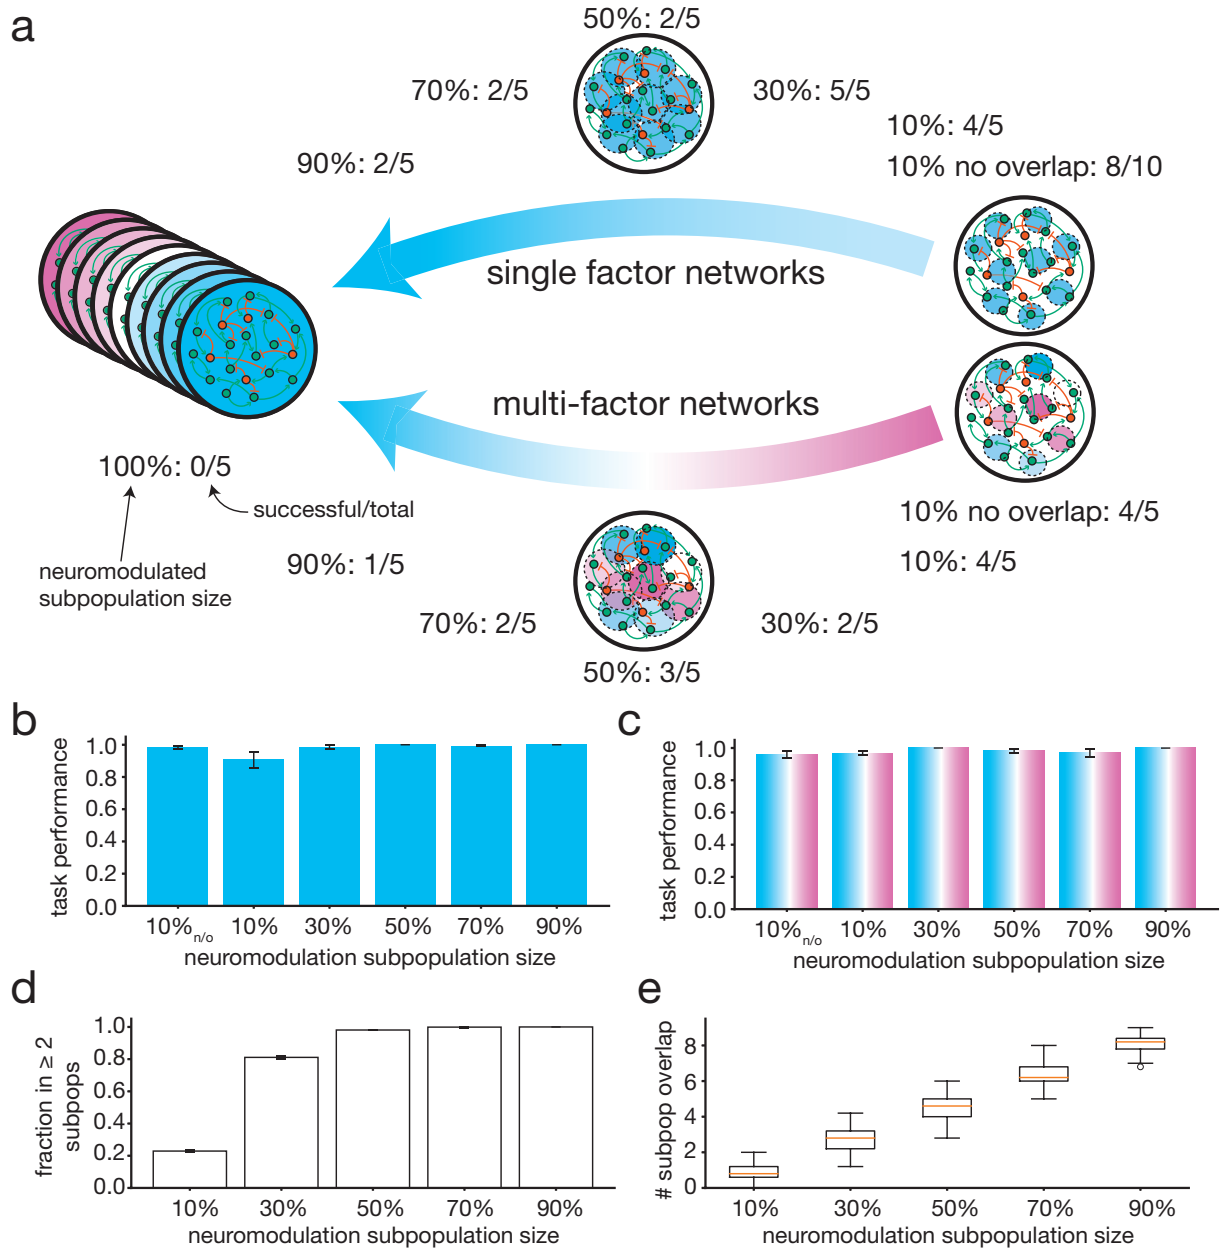 a
50%: 2/5
70%: 2/5
30%: 5/5
10%: 4/5
90%: 2/5
10% no overlap: 8/10
single factor networks
multi-factor networks
100%: 0/5
successful/total
neuromodulated
subpopulation size
10% no overlap: 4/5
90%: 1/5
10%: 4/5
70%: 2/5
30%: 2/5
50%: 3/5
b
task performance
1.0
0.8
0.6
0.4
0.2
0.0
10% n/o 10% 30% 50% 70% 90%
neuromodulation subpopulation size
c
task performance
1.0
0.8
0.6
0.4
0.2
0.0
10% n/o 10% 30% 50% 70% 90%
neuromodulation subpopulation size
d
fraction in ≥ 2
subpops
1.0
0.8
0.6
0.4
0.2
0.0
10% 30% 50% 70% 90%
neuromodulation subpopulation size
e
# subpop overlap
8
6
4
2
0
10% 30% 50% 70% 90%
neuromodulation subpopulation size